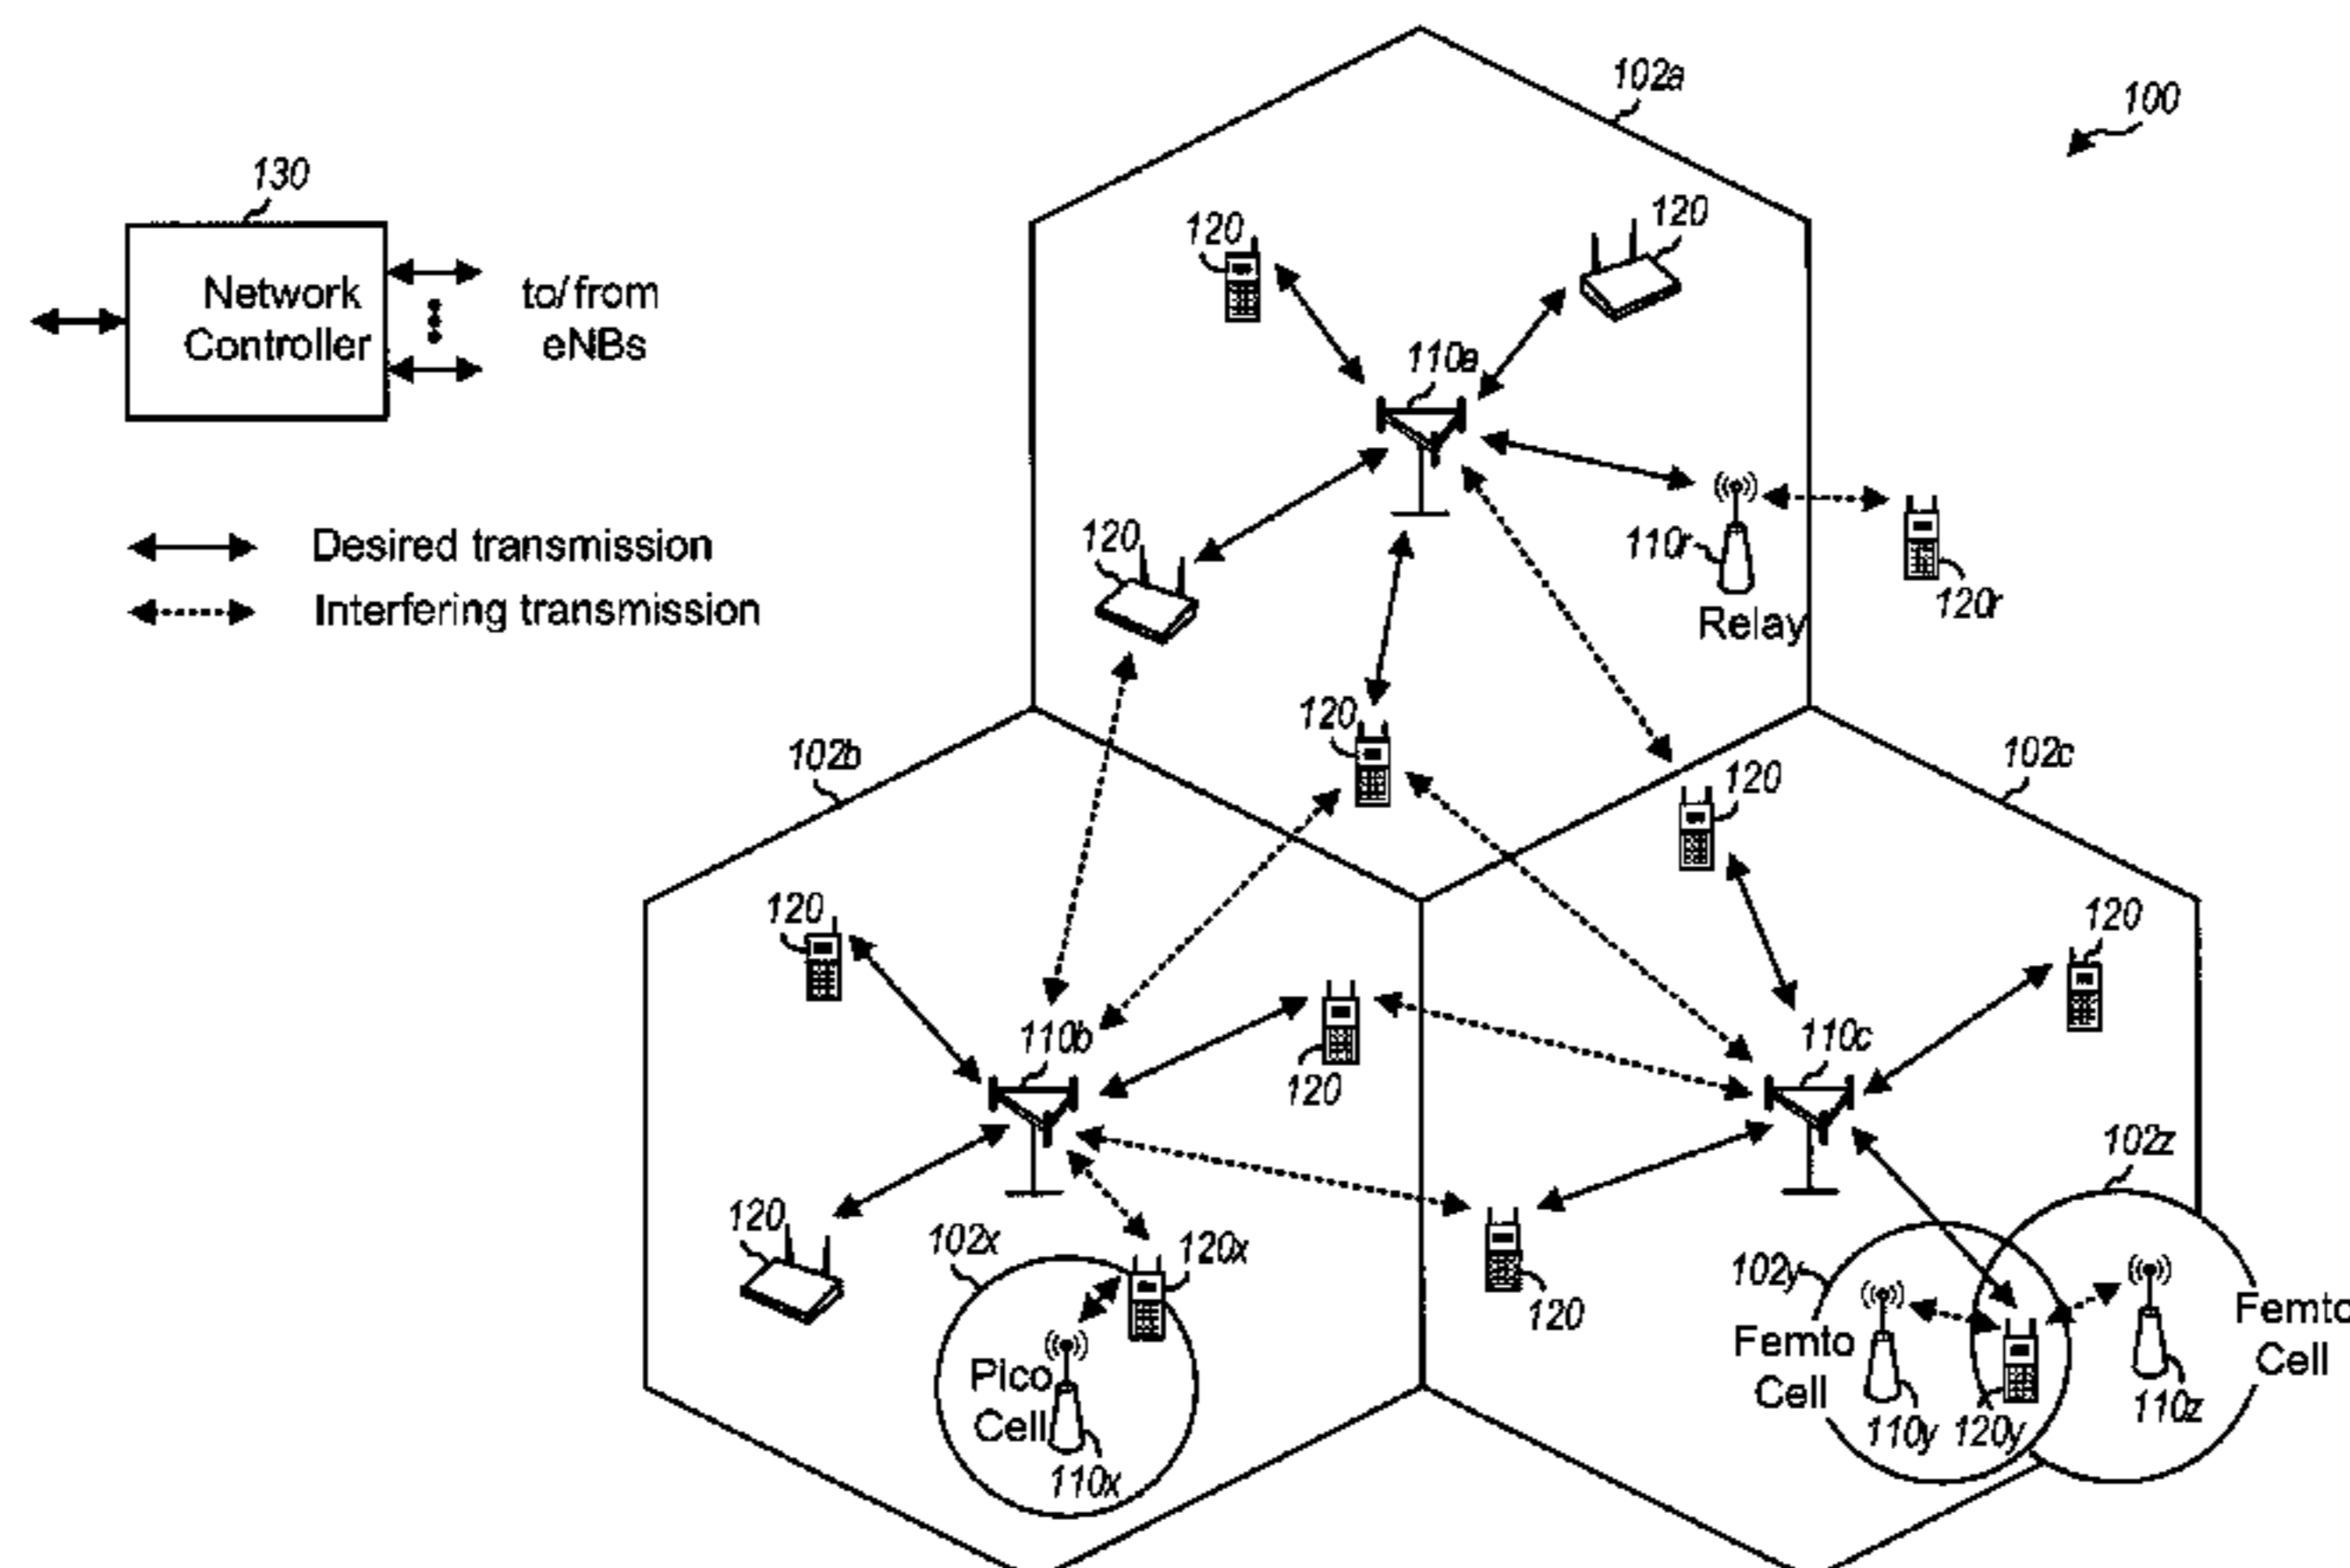 102a
100
130
120
120
Network
Controller
to/from
eNBs
110a
Desired transmission
Interfering transmission
120
110r
Relay
120r
120
102b
120
102c
120
120
110b
120
110c
102z
120
102x
120x
120
102y
Femto
Cell
Femto
Cell
Pico
Cell
110x
110y
120y
110z